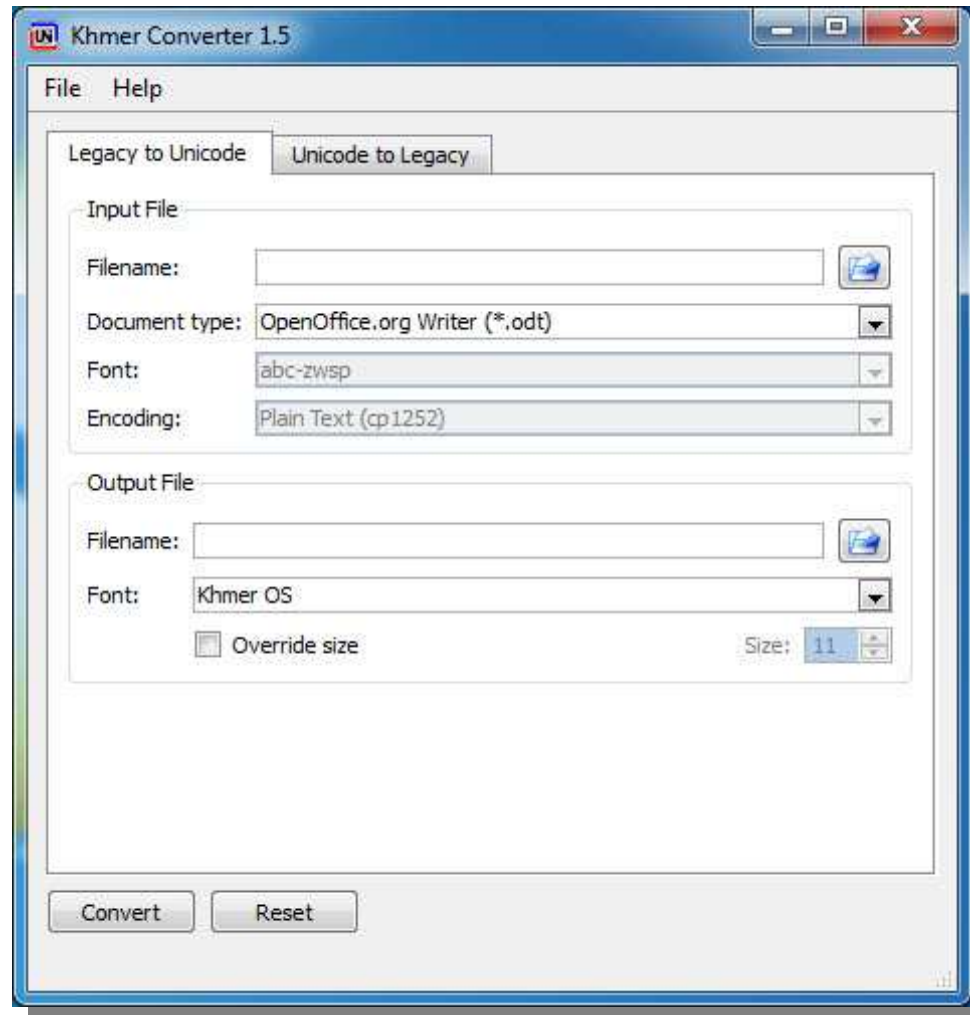 UN Khmer Converter 1.5
File Help
Legacy to Unicode Unicode to Legacy
Input File
Filename:
Document type: OpenOffice.org Writer (*.odt)
Font: abc-zwsp
Encoding: Plain Text (cp1252)
Output File
Filename:
Font: Khmer OS
Override size Size: 11
Convert Reset